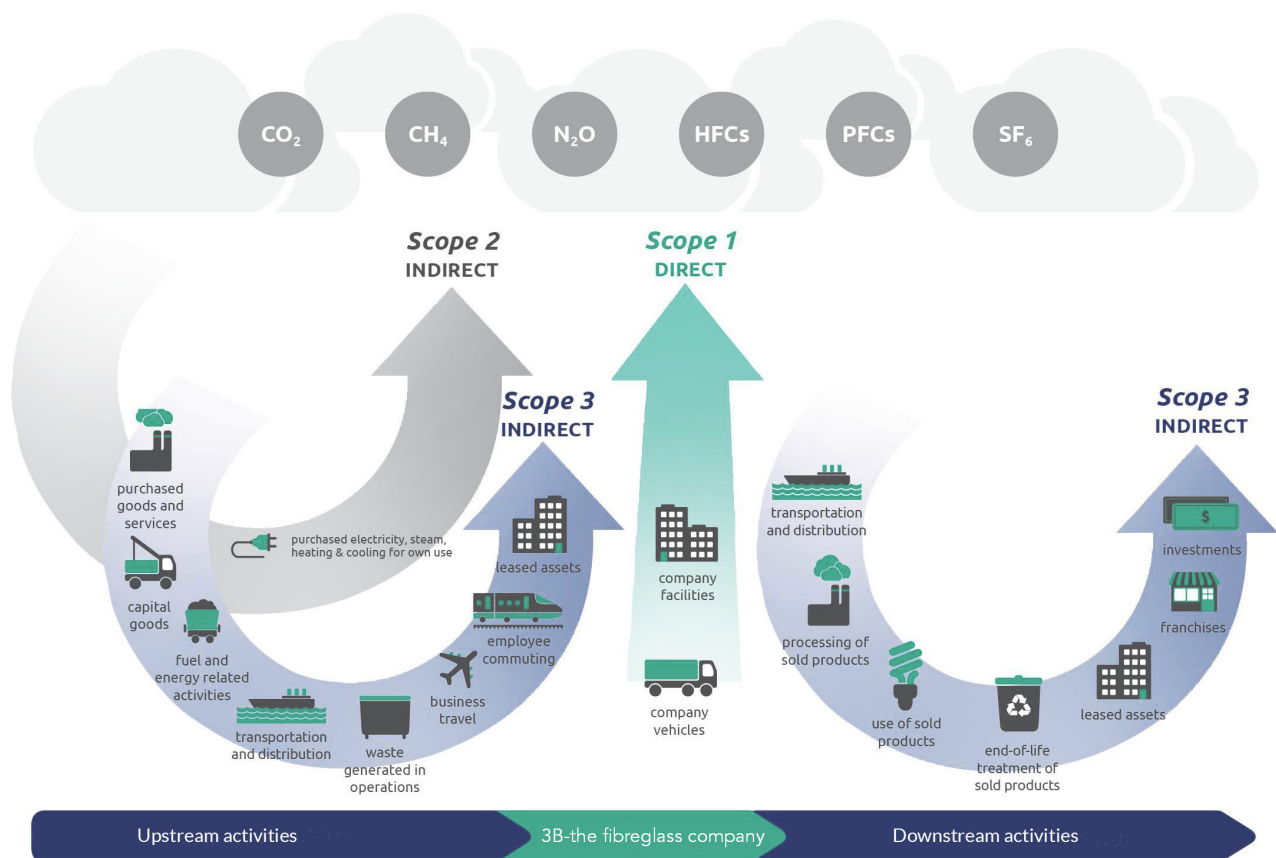 CO₂
CH₄
N₂O
HFCs
PFCs
SF₆
Scope 2
INDIRECT
Scope 1
DIRECT
Scope 3
INDIRECT
Scope 3
INDIRECT
purchased
goods and
services
capital
goods
fuel and
energy related
activities
transportation
and distribution
waste
generated in
operations
business
travel
employee
commuting
leased assets
purchased electricity, steam,
heating & cooling for own use
company
facilities
company
vehicles
transportation
and distribution
processing of
sold products
use of sold
products
end-of-life
treatment of
sold products
leased assets
franchises
investments
$
Upstream activities
3B-the fibreglass company
Downstream activities